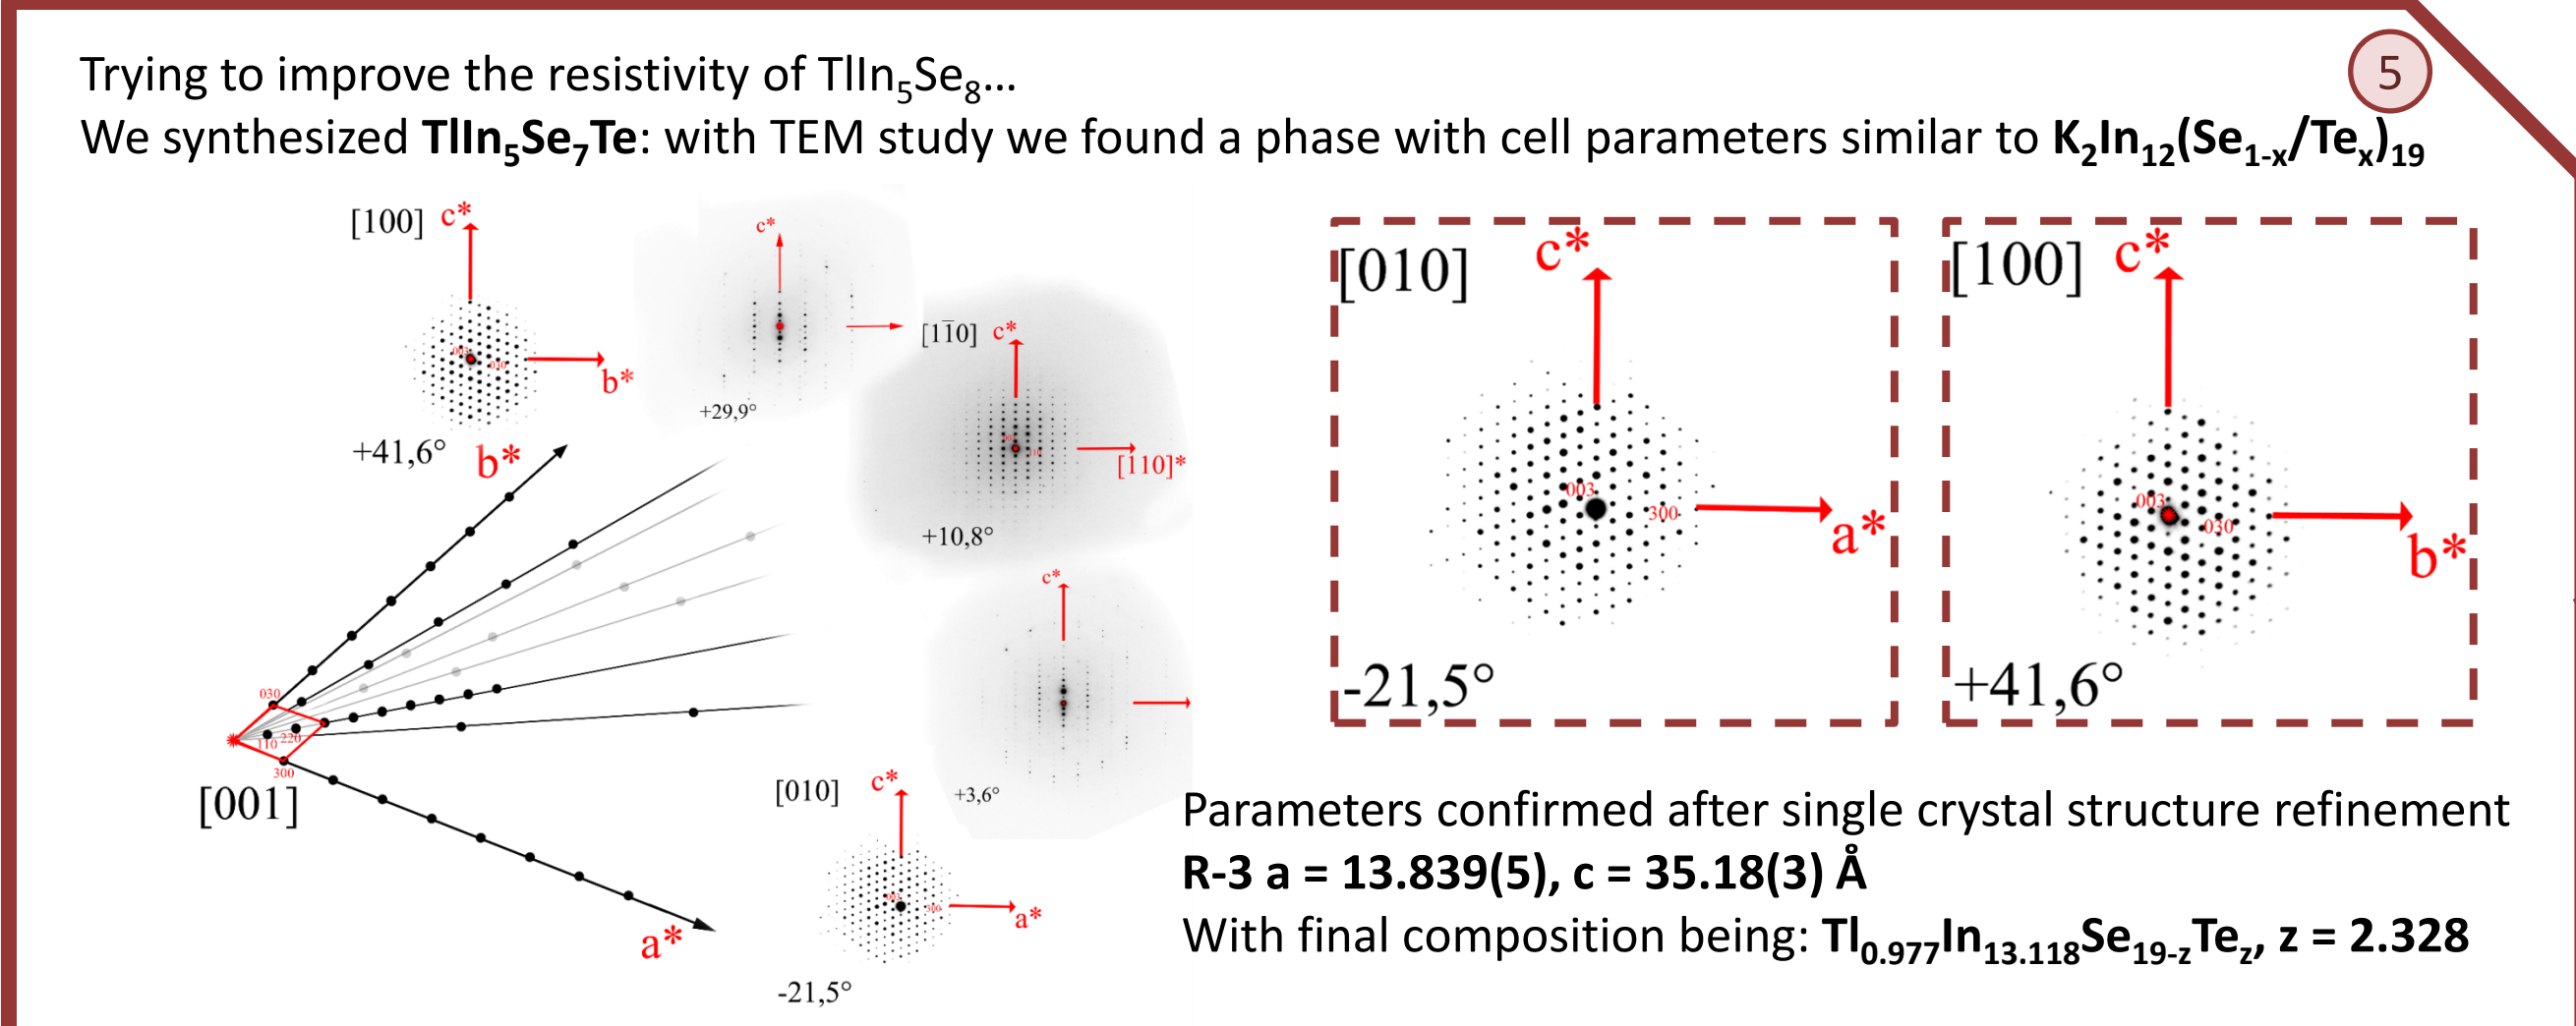 5
Trying to improve the resistivity of TlIn₅Se₈…
We synthesized TlIn₅Se₇Te: with TEM study we found a phase with cell parameters similar to K₂In₁₂(Se₁₋ₓ/Teₓ)₁₉
[100] c*
003
030
b*
+41,6°
c*
+29,9°
[11̅0] c*
[110]*
+10,8°
c*
+3,6°
[010] c*
003
300
a*
-21,5°
b*
030
110 220
300
[001]
a*
[010] c*
003
300
a*
-21,5°
[100] c*
003
030
b*
+41,6°
Parameters confirmed after single crystal structure refinement
R-3 a = 13.839(5), c = 35.18(3) Å
With final composition being: Tl₀.₉₇₇In₁₃.₁₁₈Se₁₉₋zTez, z = 2.328